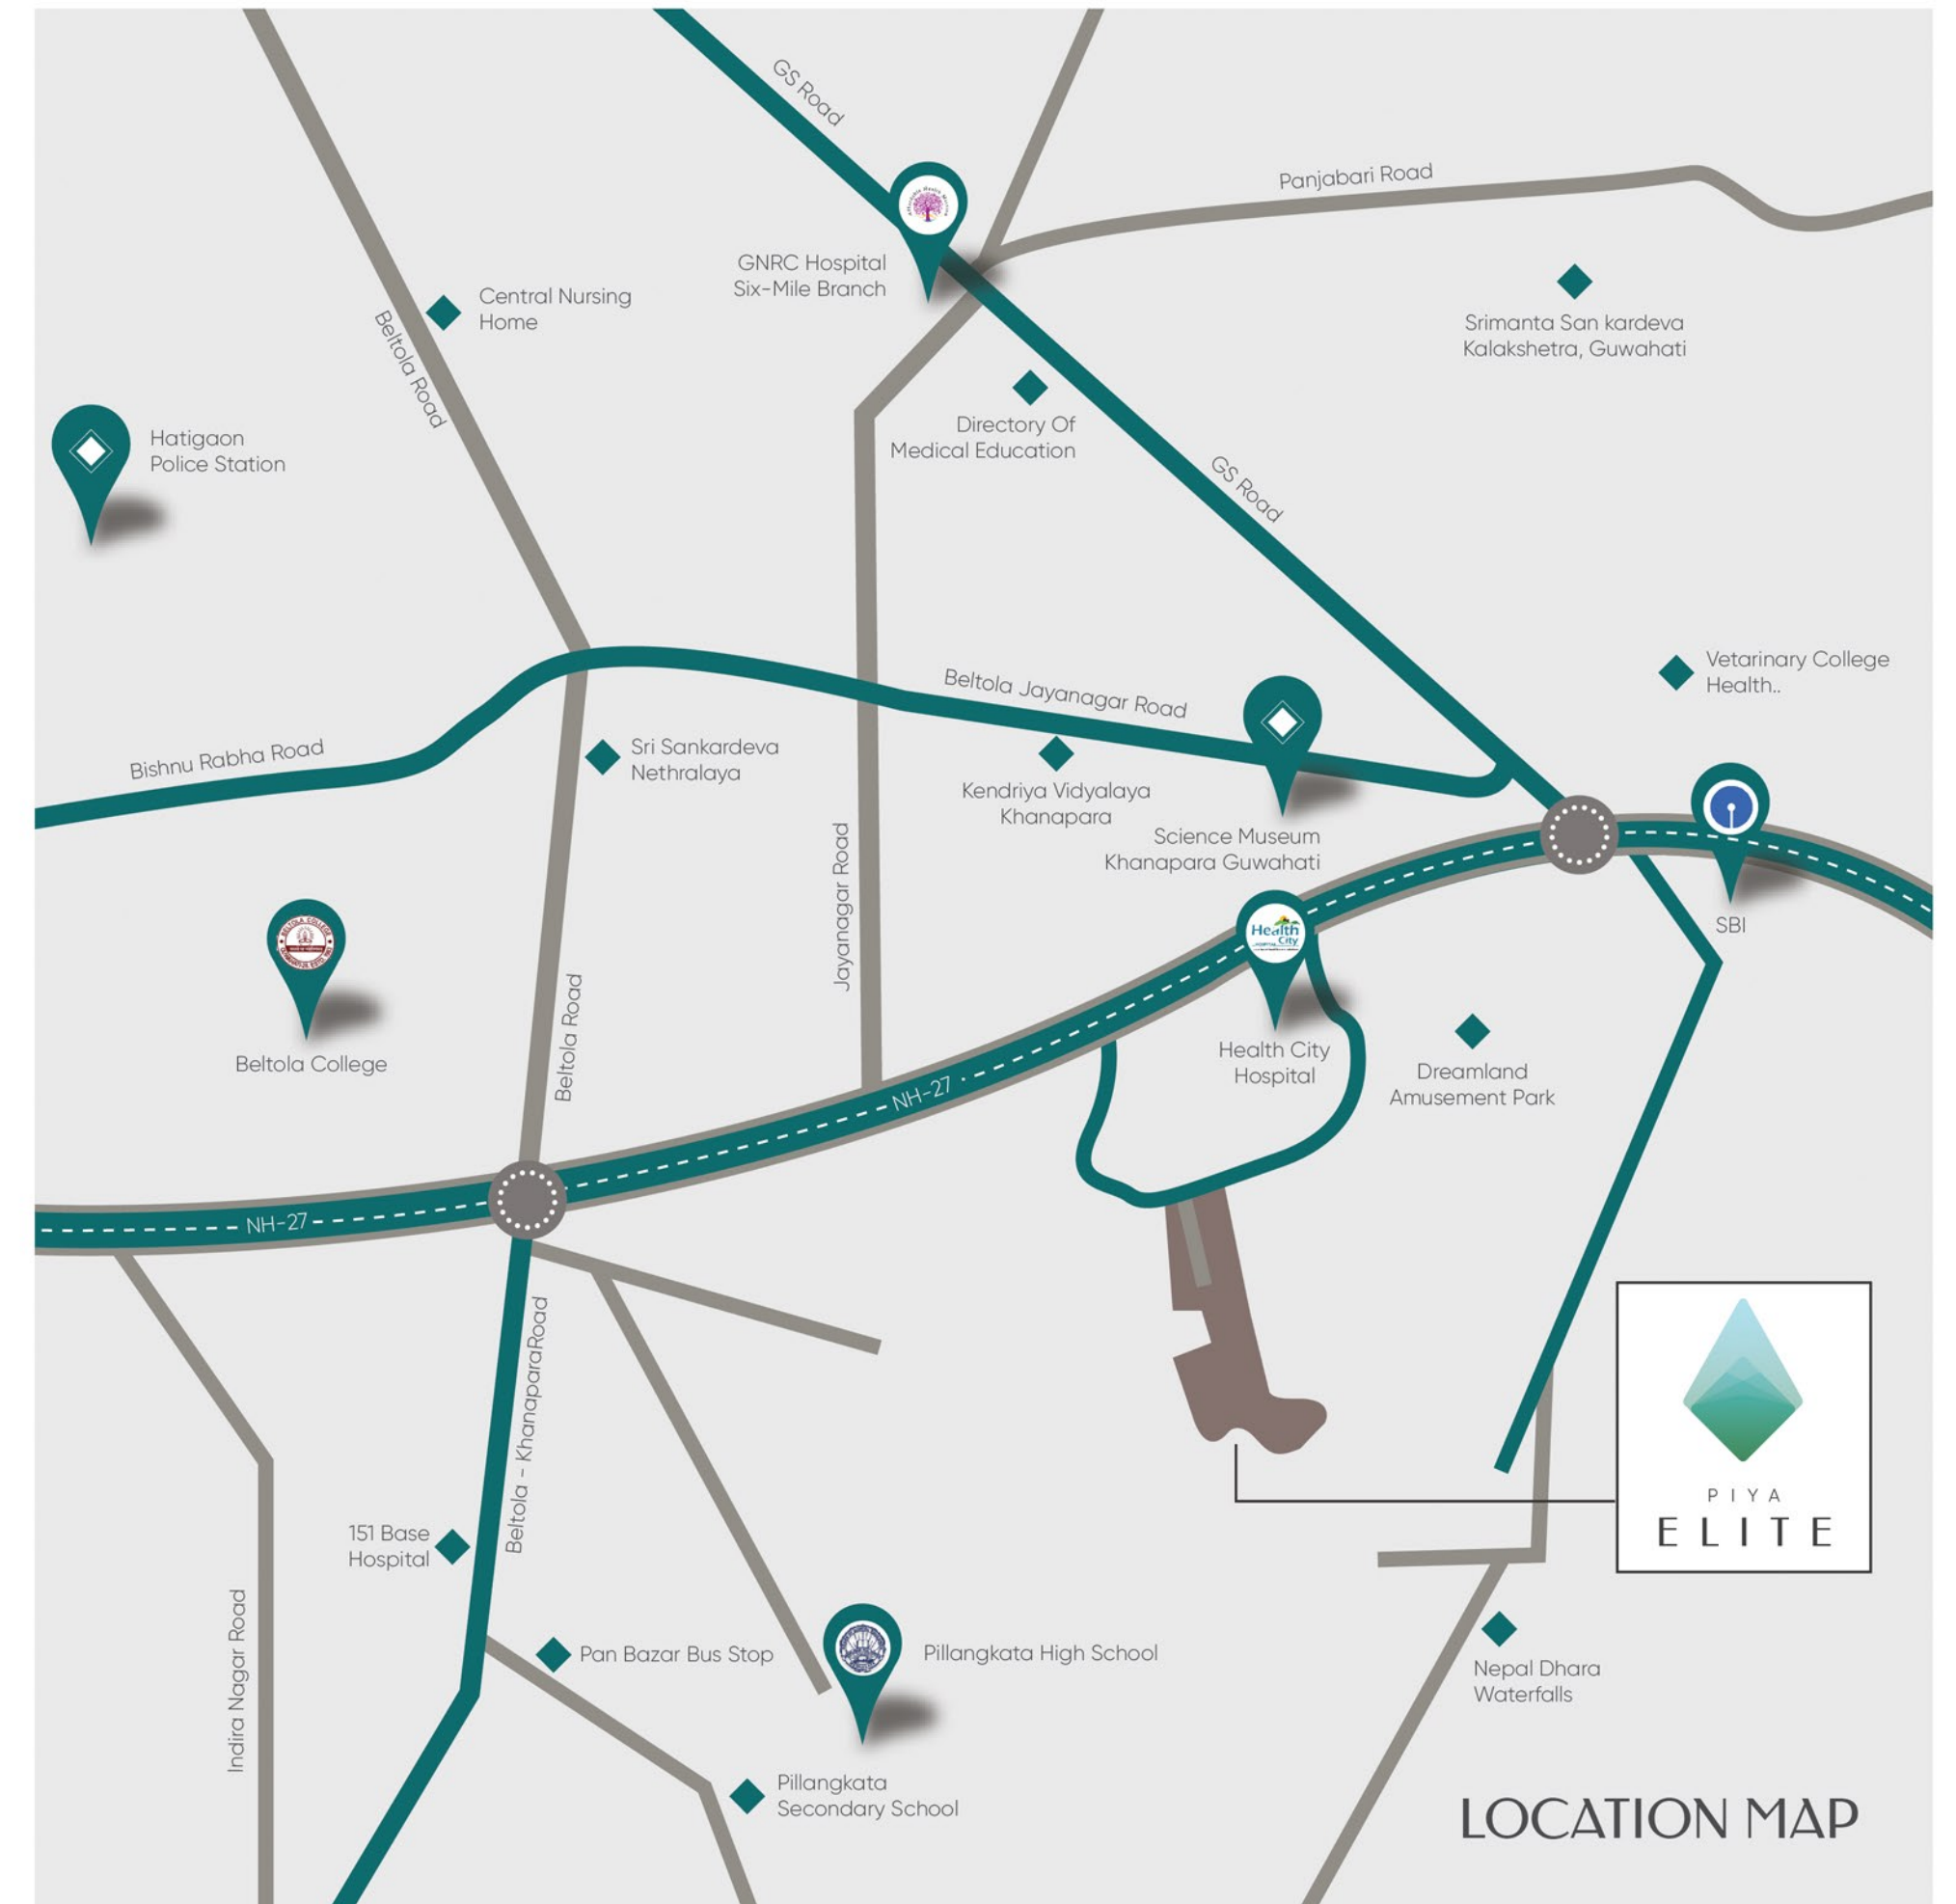 GS Road
Panjabari Road
GNRC Hospital
Six-Mile Branch
Central Nursing
Home
Beltola Road
Srimanta San kardeva
Kalakshetra, Guwahati
Directory Of
Medical Education
Hatigaon
Police Station
GS Road
Vetarinary College
Health..
Beltola Jayanagar Road
Bishnu Rabha Road
Sri Sankardeva
Nethralaya
Kendriya Vidyalaya
Khanapara
Science Museum
Khanapara Guwahati
Jayanagar Road
SBI
Health
City
Health City
Hospital
BELTOLA COLLEGE
Beltola College
Beltola Road
Dreamland
Amusement Park
NH-27
NH-27
Beltola - KhanaparaRoad
PIYA
ELITE
151 Base
Hospital
Indira Nagar Road
Pan Bazar Bus Stop
Pillangkata High School
Nepal Dhara
Waterfalls
Pillangkata
Secondary School
LOCATION MAP